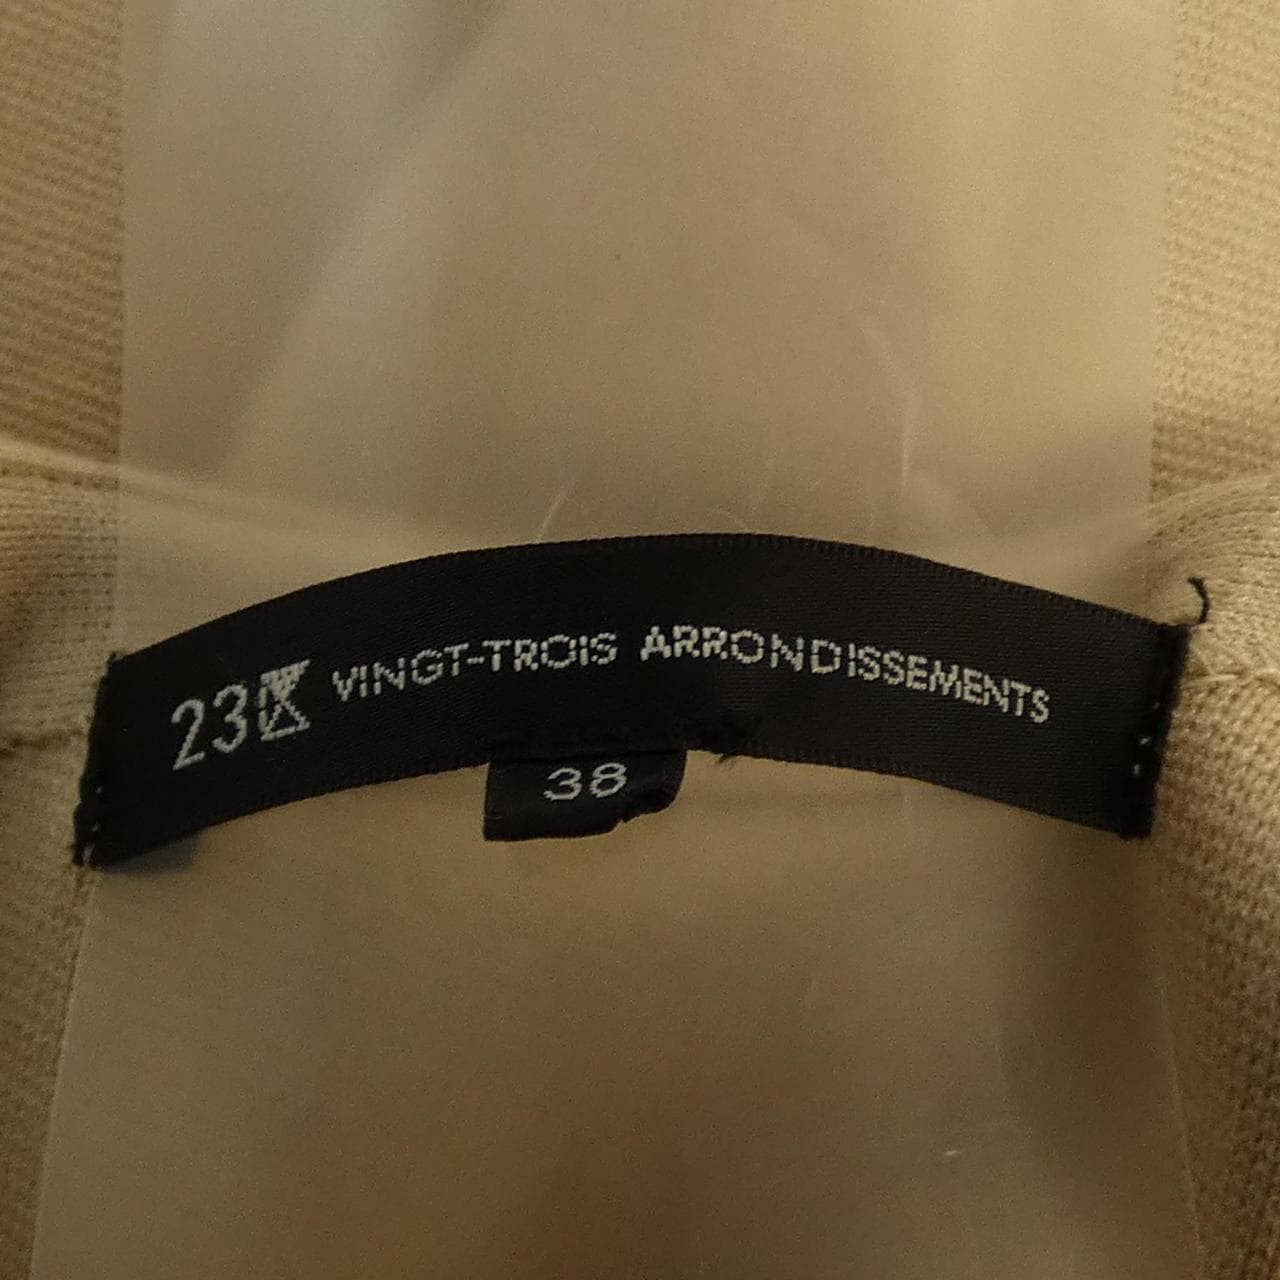 23区 VINGT-TROIS ARRONDISSEMENTS
38